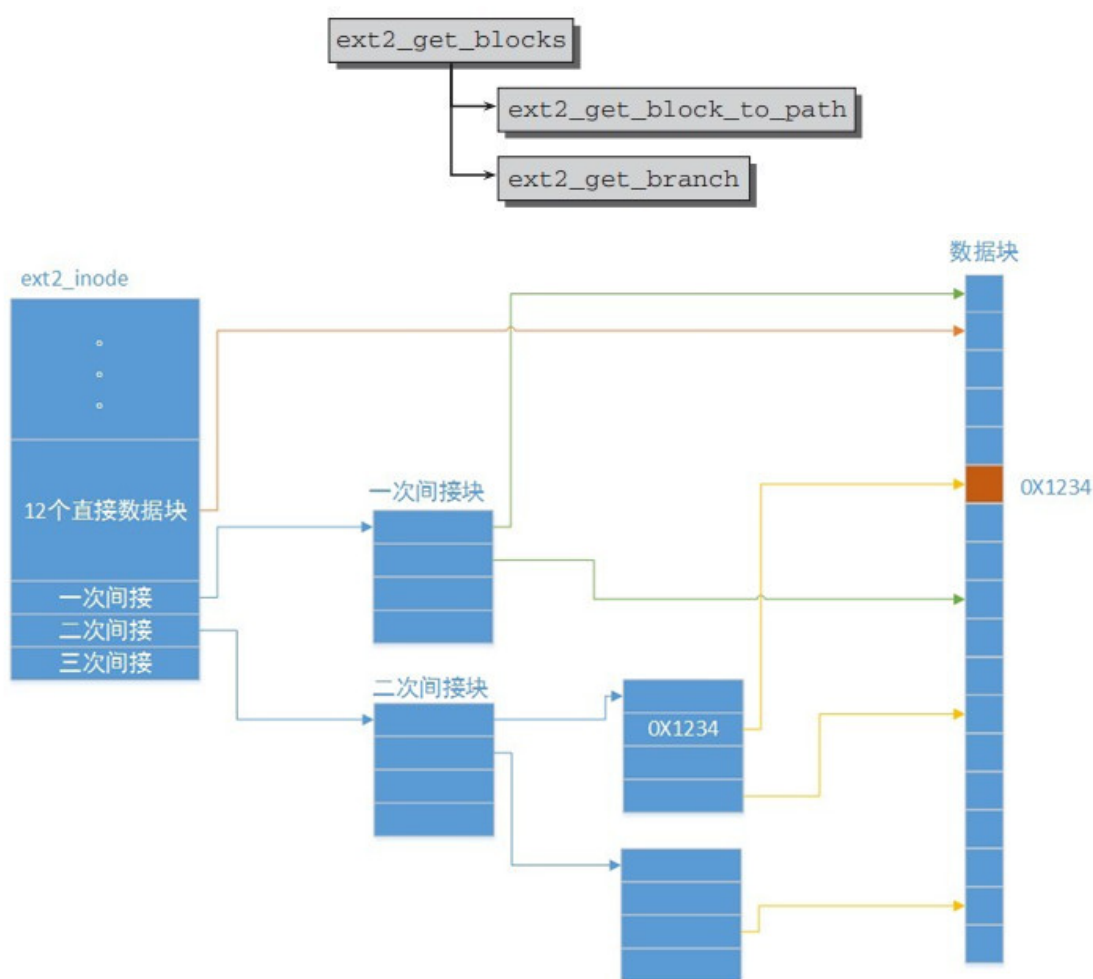 ext2_get_blocks
ext2_get_block_to_path
ext2_get_branch
数据块
ext2_inode
。
。
。
12个直接数据块
一次间接
二次间接
三次间接
一次间接块
二次间接块
0X1234
0X1234